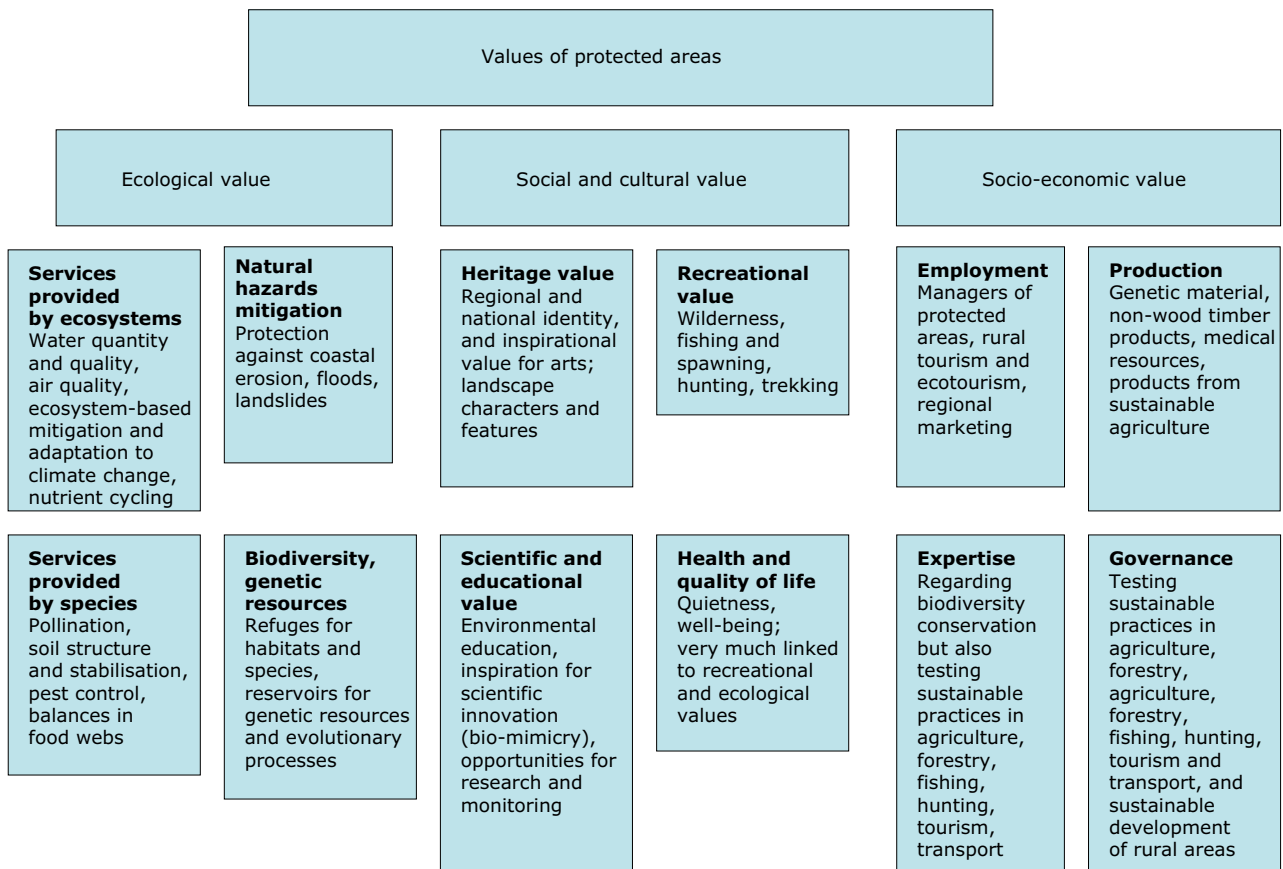 Values of protected areas
Ecological value
Social and cultural value
Socio-economic value
Services
provided
by ecosystems
Water quantity
and quality,
air quality,
ecosystem-based
mitigation and
adaptation to
climate change,
nutrient cycling
Natural
hazards
mitigation
Protection
against coastal
erosion, floods,
landslides
Heritage value
Regional and
national identity,
and inspirational
value for arts;
landscape
characters and
features
Recreational
value
Wilderness,
fishing and
spawning,
hunting, trekking
Employment
Managers of
protected
areas, rural
tourism and
ecotourism,
regional
marketing
Production
Genetic material,
non-wood timber
products, medical
resources,
products from
sustainable
agriculture
Services
provided
by species
Pollination,
soil structure
and stabilisation,
pest control,
balances in
food webs
Biodiversity,
genetic
resources
Refuges for
habitats and
species,
reservoirs for
genetic resources
and evolutionary
processes
Scientific and
educational
value
Environmental
education,
inspiration for
scientific
innovation
(bio-mimicry),
opportunities for
research and
monitoring
Health and
quality of life
Quietness,
well-being;
very much linked
to recreational
and ecological
values
Expertise
Regarding
biodiversity
conservation
but also
testing
sustainable
practices in
agriculture,
forestry,
fishing,
hunting,
tourism,
transport
Governance
Testing
sustainable
practices in
agriculture,
forestry,
agriculture,
forestry,
fishing, hunting,
tourism and
transport, and
sustainable
development
of rural areas